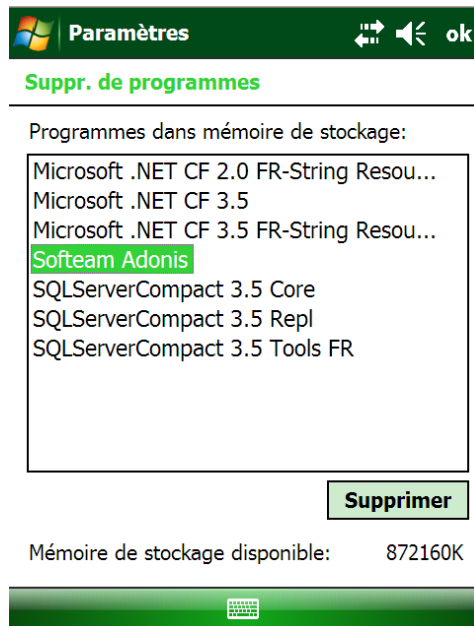 Paramètres
ok
Suppr. de programmes
Programmes dans mémoire de stockage:
Microsoft .NET CF 2.0 FR-String Resou...
Microsoft .NET CF 3.5
Microsoft .NET CF 3.5 FR-String Resou...
Softeam Adonis
SQLServerCompact 3.5 Core
SQLServerCompact 3.5 Repl
SQLServerCompact 3.5 Tools FR
Supprimer
Mémoire de stockage disponible: 872160K